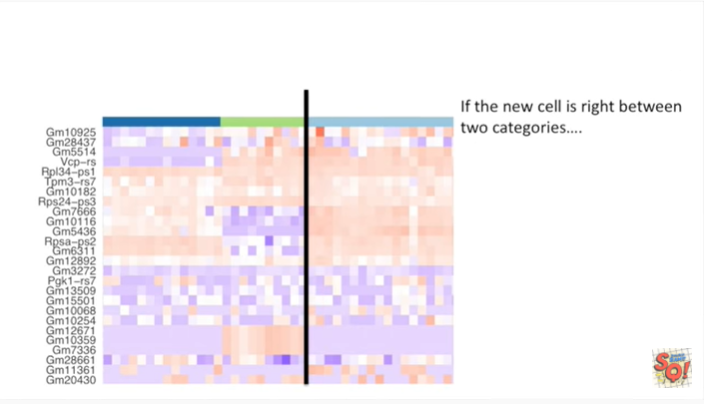 If the new cell is right between
two categories....
Gm10925
Gm28437
Gm5514
Vcp-rs
Rpl34-ps1
Tpm3-rs7
Gm10182
Rps24-ps3
Gm7666
Gm10116
Gm5436
Rpsa-ps2
Gm6311
Gm12892
Gm3272
Pgk1-rs7
Gm13509
Gm15501
Gm10068
Gm10254
Gm12671
Gm10359
Gm7336
Gm28661
Gm11361
Gm20430
SQ!